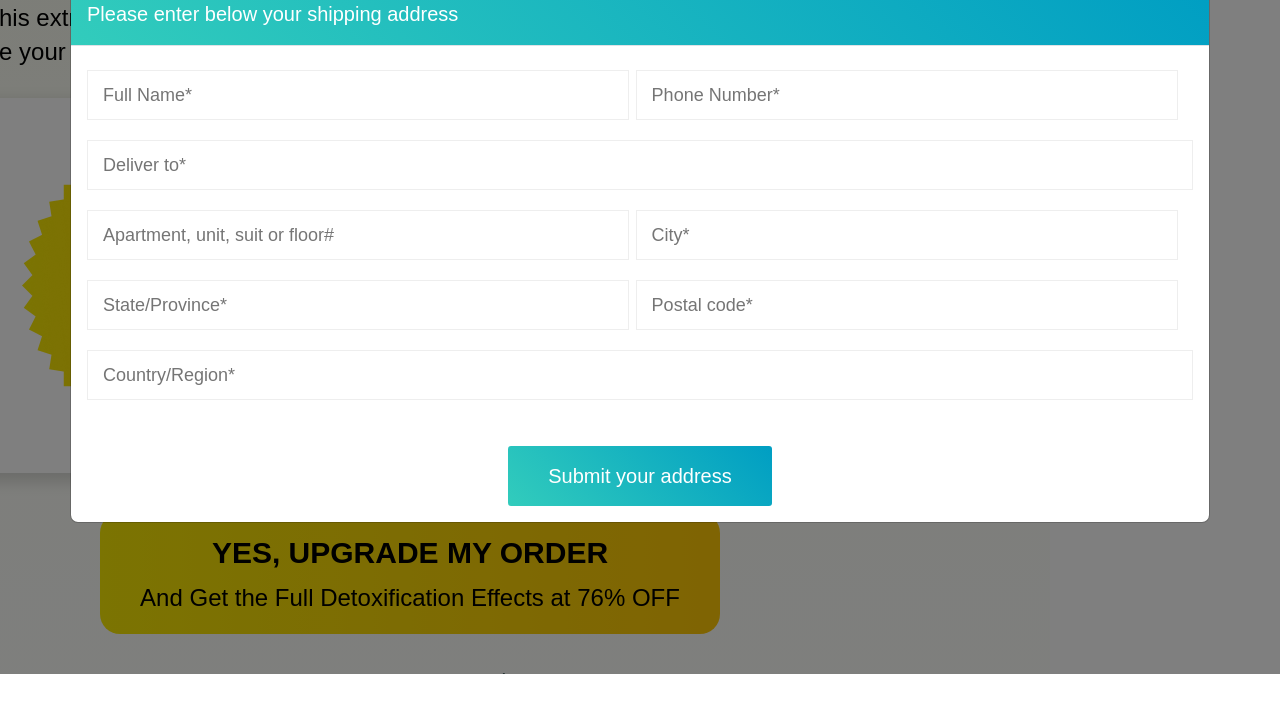 his extr
e your
Please enter below your shipping address
Full Name*
Phone Number*
Deliver to*
Apartment, unit, suit or floor#
City*
State/Province*
Postal code*
Country/Region*
Submit your address
YES, UPGRADE MY ORDER
And Get the Full Detoxification Effects at 76% OFF